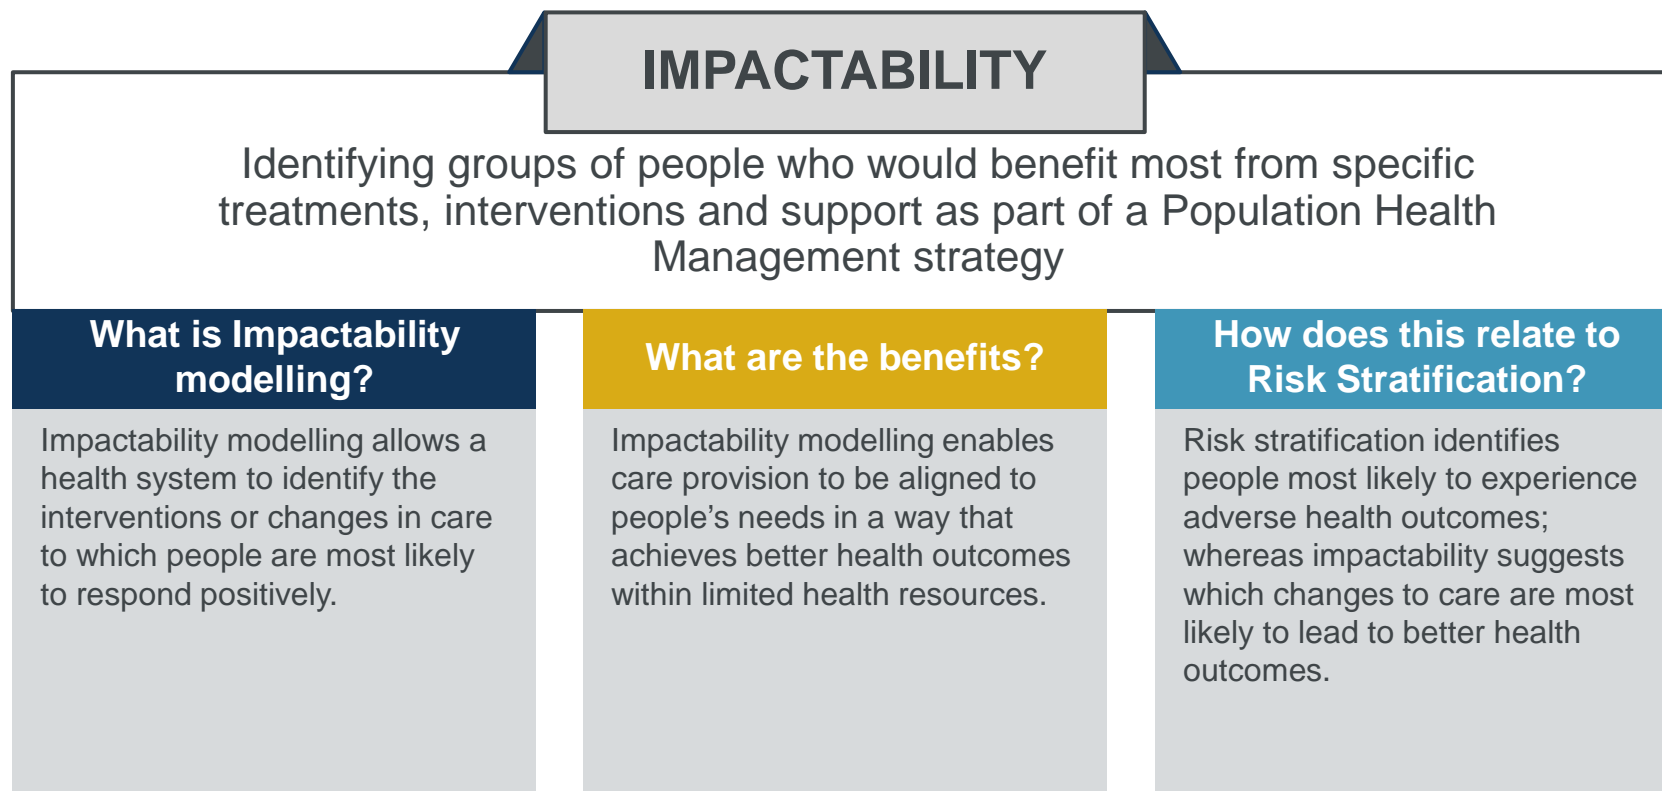 IMPACTABILITY
Identifying groups of people who would benefit most from specific
treatments, interventions and support as part of a Population Health
Management strategy
What is Impactability
modelling?
Impactability modelling allows a
health system to identify the
interventions or changes in care
to which people are most likely
to respond positively.
What are the benefits?
Impactability modelling enables
care provision to be aligned to
people’s needs in a way that
achieves better health outcomes
within limited health resources.
How does this relate to
Risk Stratification?
Risk stratification identifies
people most likely to experience
adverse health outcomes;
whereas impactability suggests
which changes to care are most
likely to lead to better health
outcomes.